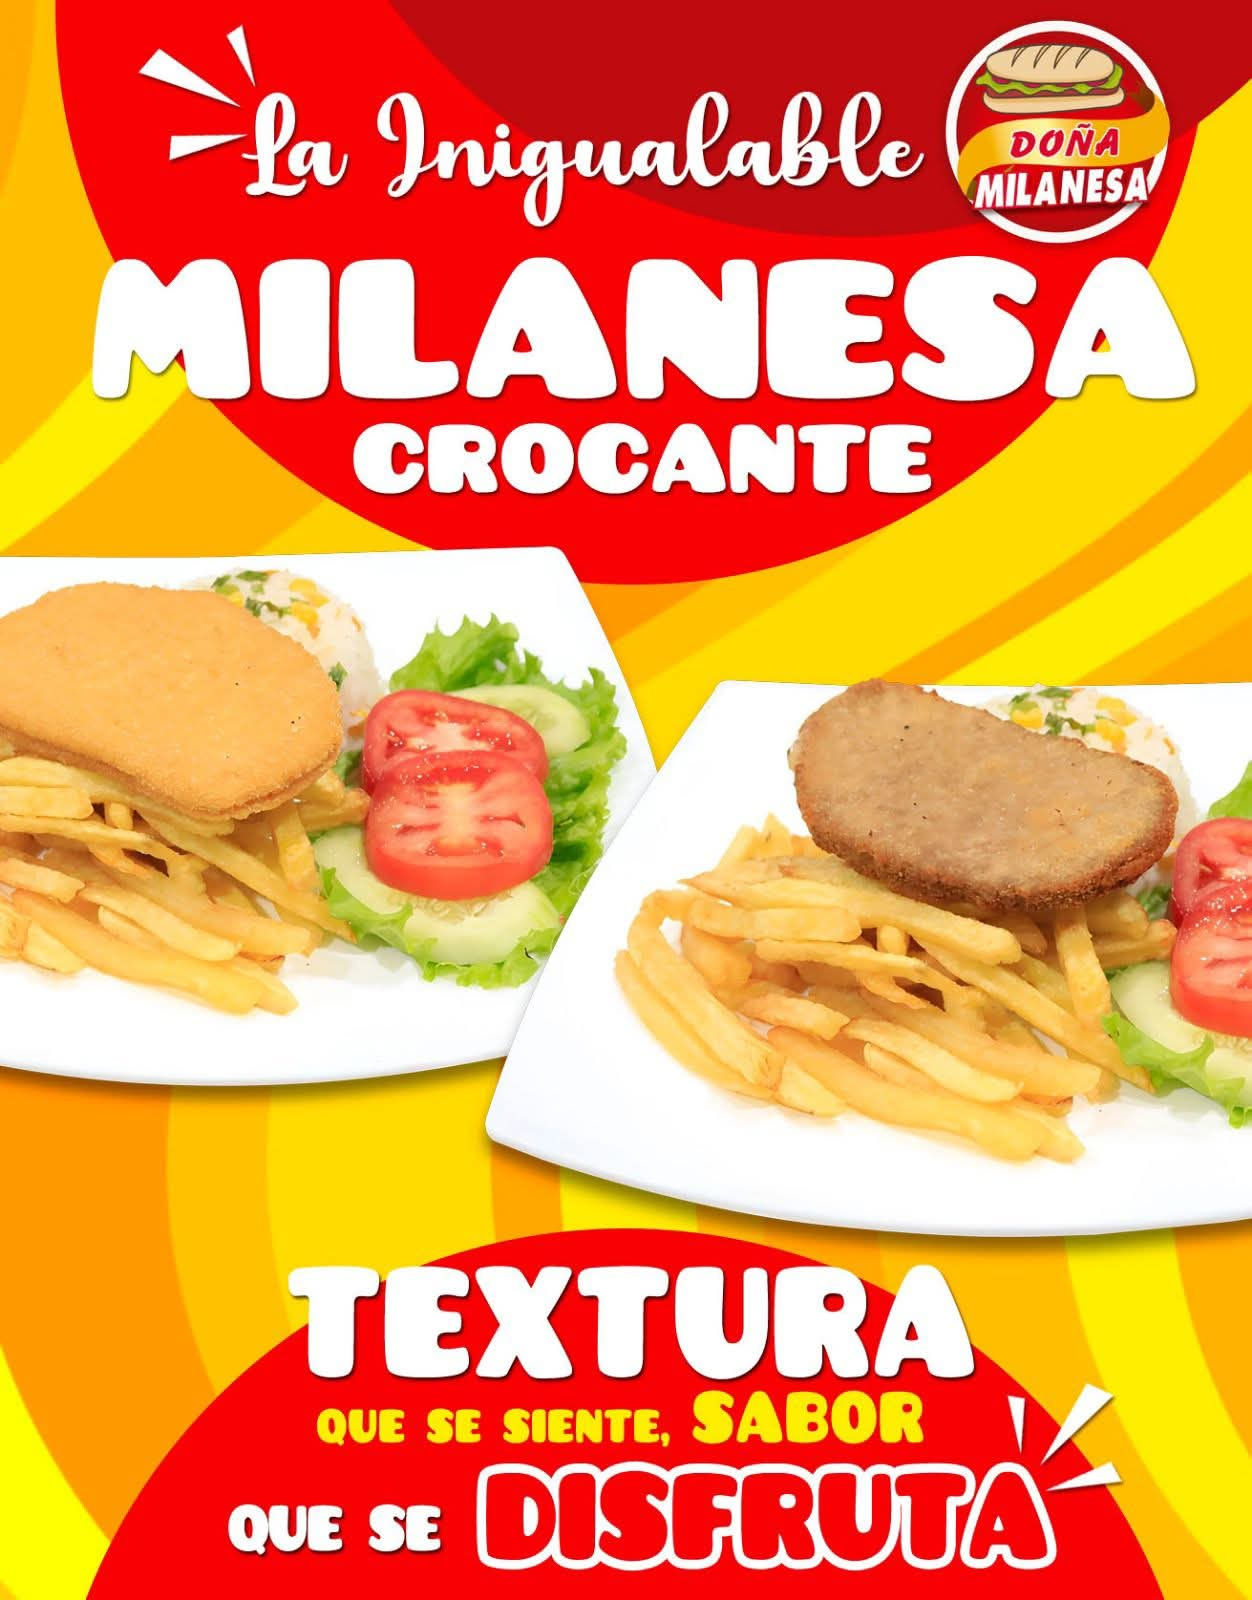 La Inigualable
DOÑA
MILANESA
MILANESA
CROCANTE
TEXTURA
QUE SE SIENTE, SABOR
QUE SE DISFRUTA